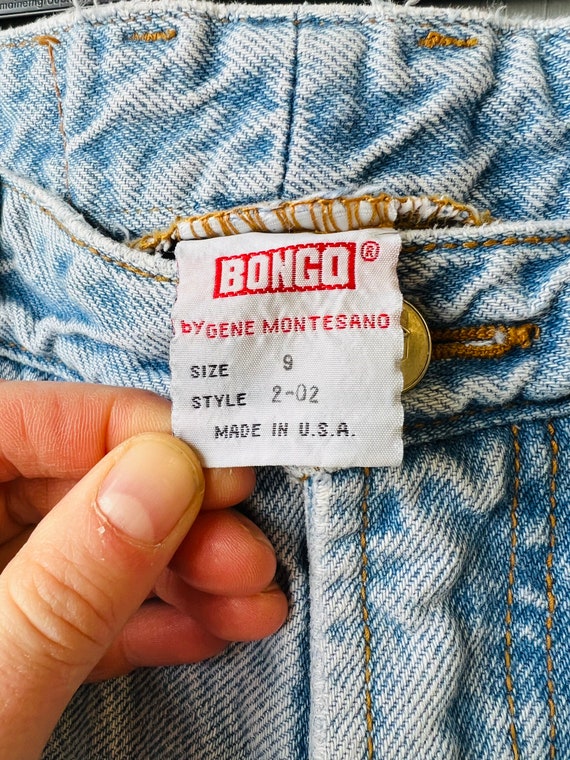 BONGO®
by GENE MONTESANO
SIZE 9
STYLE 2-02
MADE IN U.S.A.